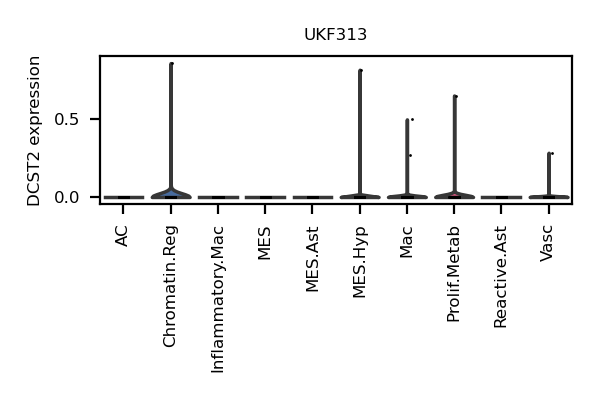 UKF313
DCST2 expression
0.5
0.0
AC
Chromatin.Reg
Inflammatory.Mac
MES
MES.Ast
MES.Hyp
Mac
Prolif.Metab
Reactive.Ast
Vasc